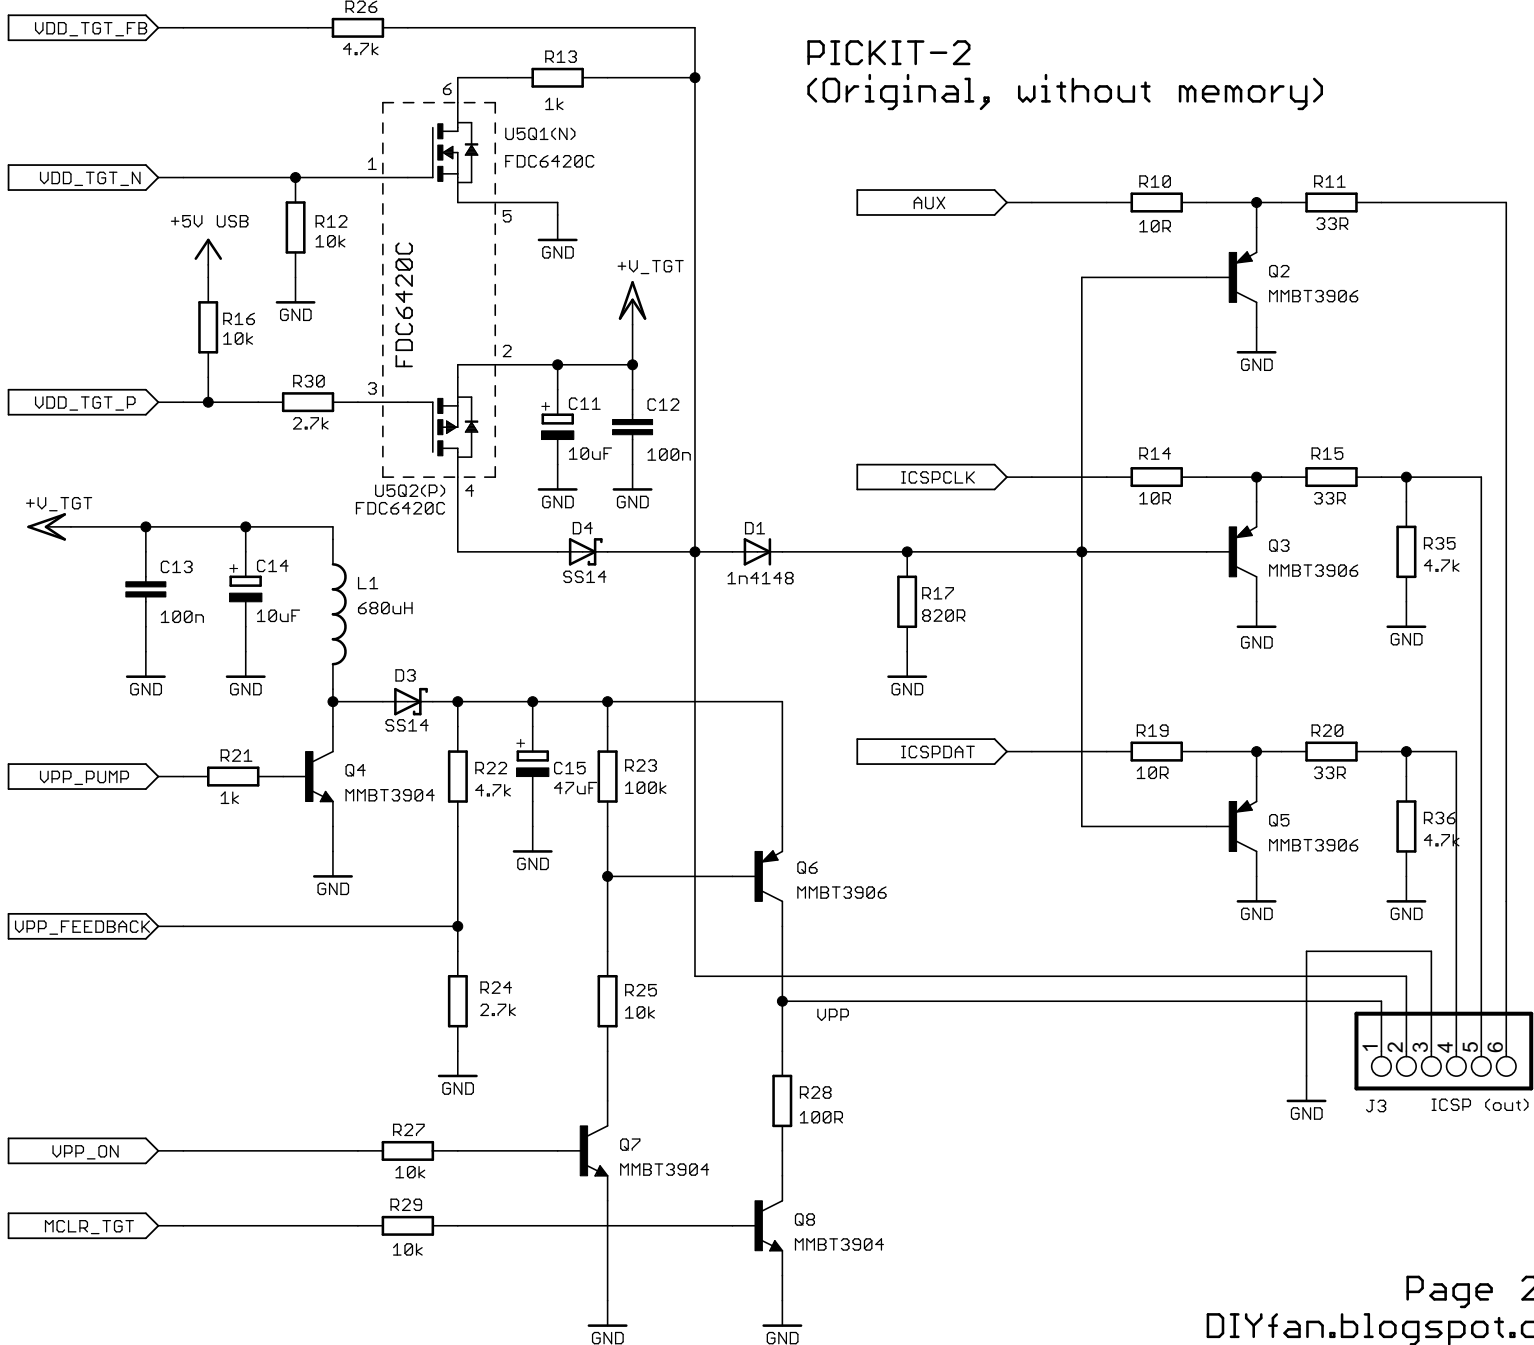 VDD_TGT_FB
R26
4.7k
PICKIT-2
(Original, without memory)
R13
1k
6
U5Q1(N)
FDC6420C
1
VDD_TGT_N
5
GND
R12
10k
GND
+5V USB
R16
10k
FDC6420C
+V_TGT
2
VDD_TGT_P
R30
2.7k
3
+ C11
10uF
GND
C12
100n
GND
U5Q2(P)
FDC6420C
4
AUX
R10
10R
R11
33R
Q2
MMBT3906
GND
ICSPCLK
R14
10R
R15
33R
Q3
MMBT3906
GND
R35
4.7k
GND
+V_TGT
C13
100n
GND
+ C14
10uF
GND
L1
680uH
D4
SS14
D1
1n4148
R17
820R
GND
D3
SS14
ICSPDAT
R19
10R
R20
33R
Q5
MMBT3906
GND
R36
4.7k
GND
VPP_PUMP
R21
1k
Q4
MMBT3904
GND
R22
4.7k
+
C15
47uF
GND
R23
100k
Q6
MMBT3906
VPP_FEEDBACK
R24
2.7k
GND
R25
10k
VPP
R28
100R
1
2
3
4
5
6
GND
J3
ICSP (out)
VPP_ON
R27
10k
Q7
MMBT3904
GND
MCLR_TGT
R29
10k
Q8
MMBT3904
GND
Page 2
DIYfan.blogspot.c